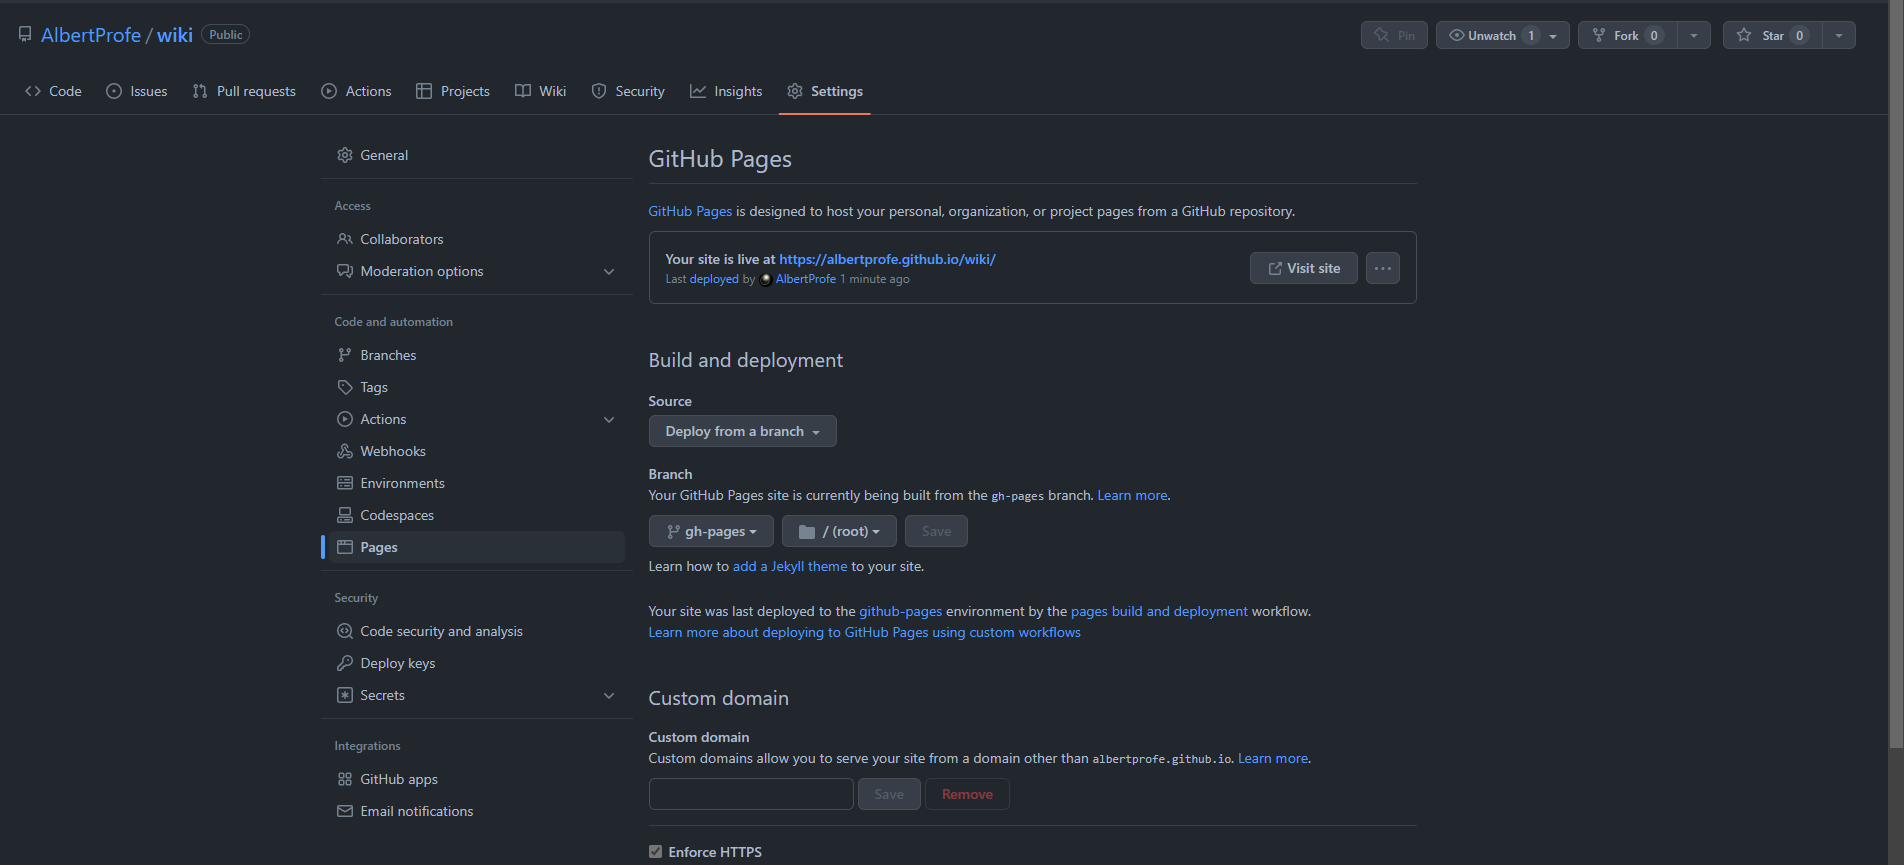 AlbertProfe / wiki Public
Pin Unwatch 1 Fork 0 Star 0
Code Issues Pull requests Actions Projects Wiki Security Insights Settings
General
Access
Collaborators
Moderation options
Code and automation
Branches
Tags
Actions
Webhooks
Environments
Codespaces
Pages
Security
Code security and analysis
Deploy keys
Secrets
Integrations
GitHub apps
Email notifications
GitHub Pages
GitHub Pages is designed to host your personal, organization, or project pages from a GitHub repository.
Your site is live at https://albertprofe.github.io/wiki/
Last deployed by AlbertProfe 1 minute ago
Visit site
Build and deployment
Source
Deploy from a branch
Branch
Your GitHub Pages site is currently being built from the gh-pages branch. Learn more.
gh-pages / (root) Save
Learn how to add a Jekyll theme to your site.
Your site was last deployed to the github-pages environment by the pages build and deployment workflow.
Learn more about deploying to GitHub Pages using custom workflows
Custom domain
Custom domain
Custom domains allow you to serve your site from a domain other than albertprofe.github.io. Learn more.
Save Remove
Enforce HTTPS